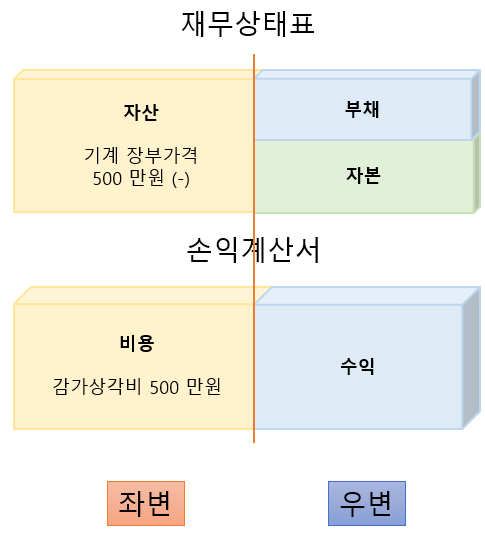 재무상태표
자산
부채
기계 장부가격
500 만원 (-)
자본
손익계산서
비용
감가상각비 500 만원
수익
좌변
우변